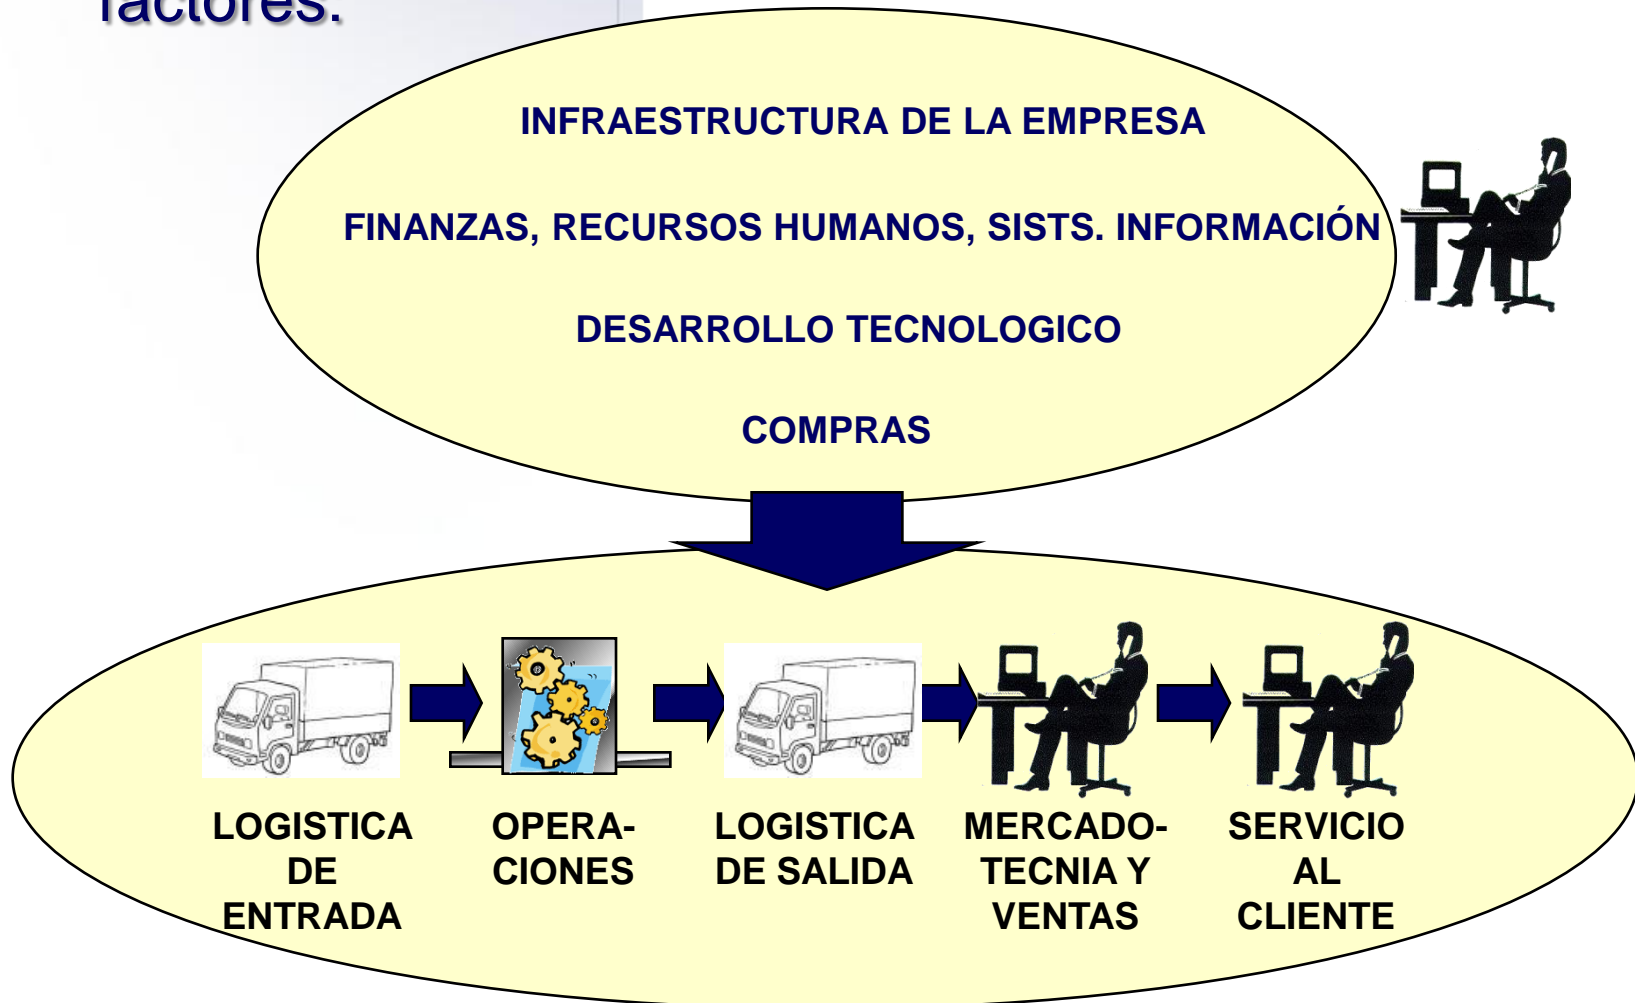 factores.
INFRAESTRUCTURA DE LA EMPRESA
FINANZAS, RECURSOS HUMANOS, SISTS. INFORMACIÓN
DESARROLLO TECNOLOGICO
COMPRAS
LOGISTICA
DE
ENTRADA
OPERA-
CIONES
LOGISTICA
DE SALIDA
MERCADO-
TECNIA Y
VENTAS
SERVICIO
AL
CLIENTE